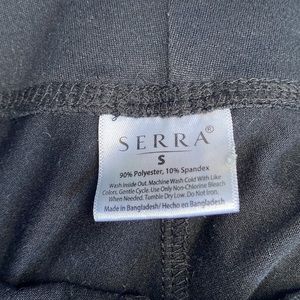 SERRA®
S
90% Polyester, 10% Spandex
Wash Inside Out. Machine Wash Cold With Like
Colors. Gentle Cycle. Use Only Non-Chlorine Bleach
When Needed. Tumble Dry Low. Do Not Iron.
Made in Bangladesh/ Hecho en Bangladesh